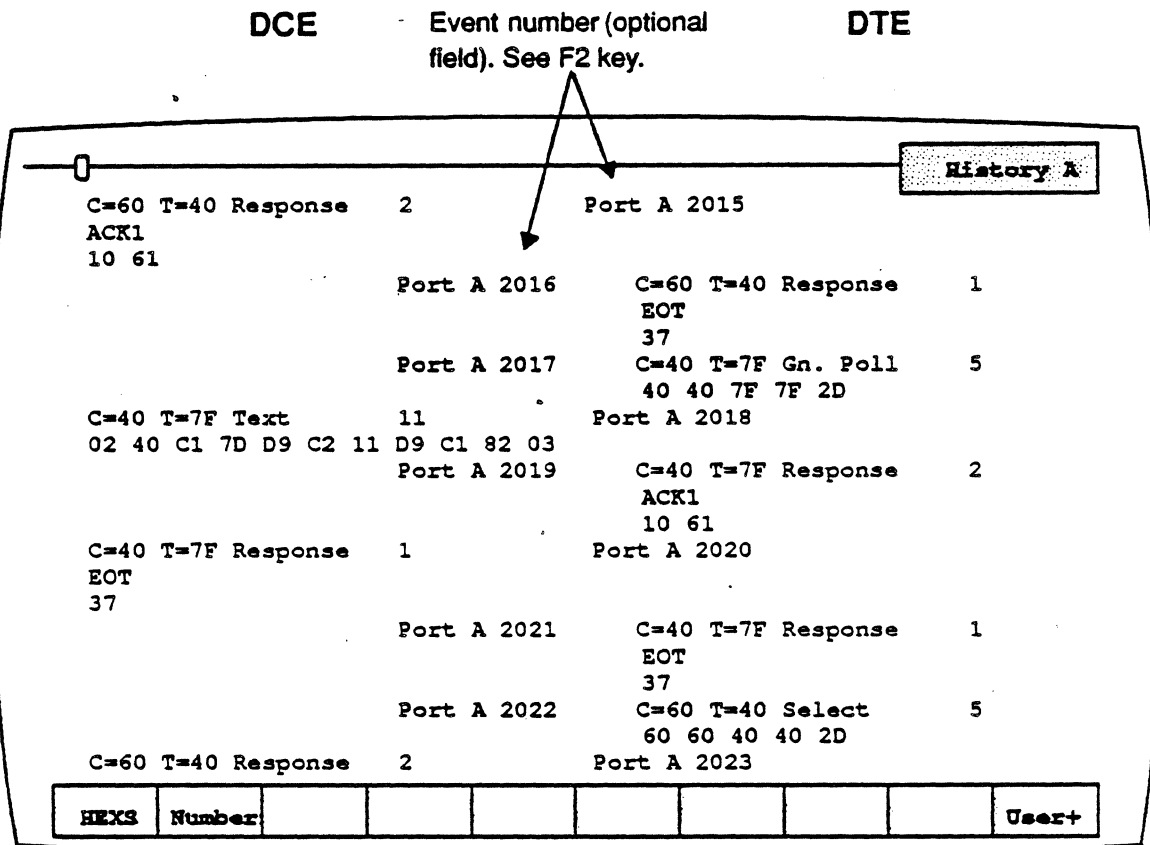 DCE Event number (optional DTE
field). See F2 key.
History A
C=60 T=40 Response 2 Port A 2015
ACK1
10 61
Port A 2016 C=60 T=40 Response 1
EOT
37
Port A 2017 C=40 T=7F Gn. Poll 5
40 40 7F 7F 2D
C=40 T=7F Text 11 Port A 2018
02 40 C1 7D D9 C2 11 D9 C1 82 03
Port A 2019 C=40 T=7F Response 2
ACK1
10 61
C=40 T=7F Response 1 Port A 2020
EOT
37
Port A 2021 C=40 T=7F Response 1
EOT
37
Port A 2022 C=60 T=40 Select 5
60 60 40 40 2D
C=60 T=40 Response 2 Port A 2023
HEXS Number User+